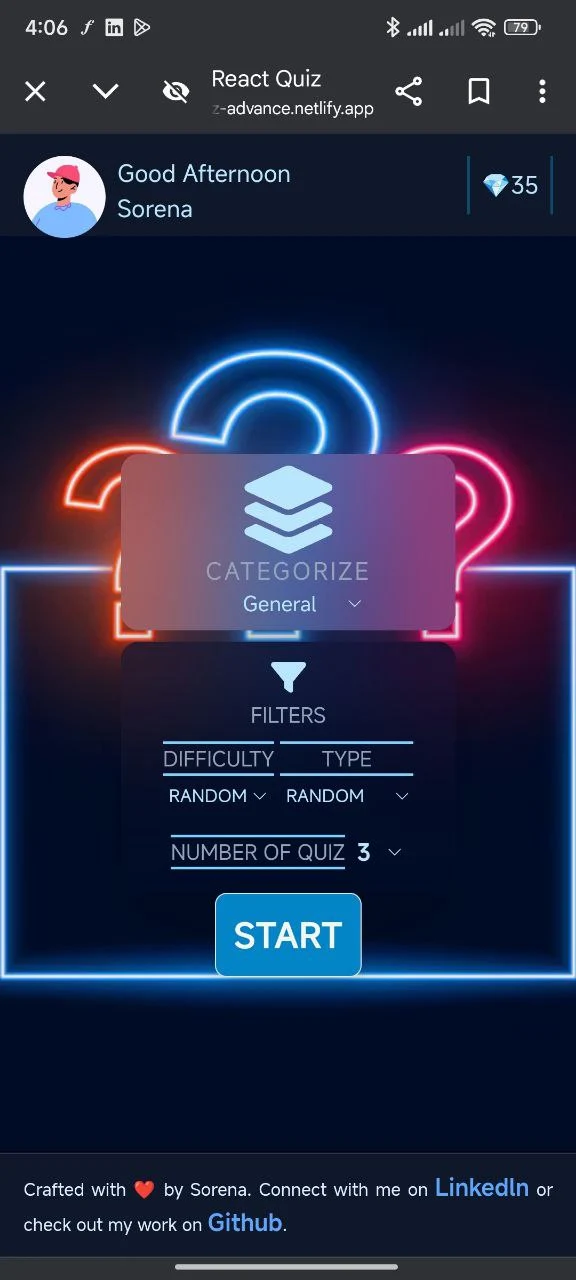 4:06
79
React Quiz
z-advance.netlify.app
Good Afternoon
Sorena
💎35
CATEGORIZE
General
FILTERS
DIFFICULTY TYPE
RANDOM RANDOM
NUMBER OF QUIZ 3
START
Crafted with ❤️ by Sorena. Connect with me on LinkedIn or
check out my work on Github.